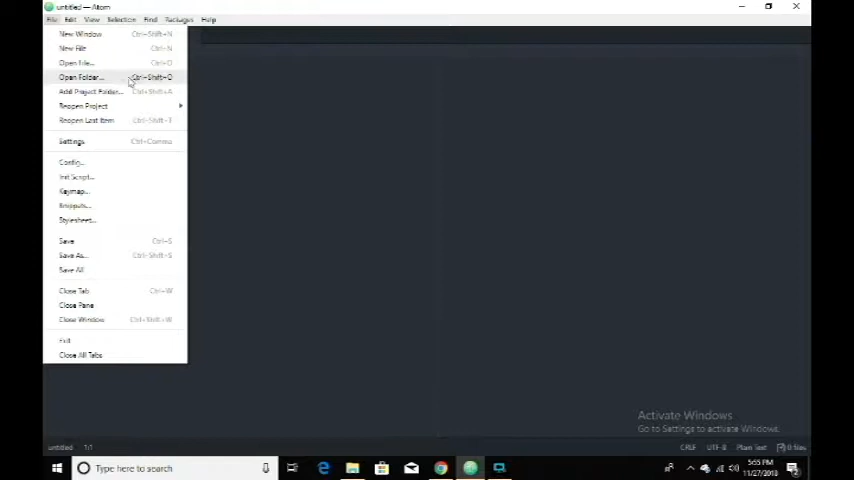 untitled — Atom
File Edit View Selection Find Packages Help
New Window Ctrl-Shift-N
New File Ctrl-N
Open File... Ctrl-O
Open Folder... Ctrl-Shift-O
Add Project Folder... Ctrl-Shift-A
Reopen Project
Reopen Last Item Ctrl-Shift-T
Settings Ctrl-Comma
Config...
Init Script...
Keymap...
Snippets...
Stylesheet...
Save Ctrl-S
Save As... Ctrl-Shift-S
Save All
Close Tab Ctrl-W
Close Pane
Close Window Ctrl-Shift-W
Exit
Close All Tabs
Activate Windows
Go to Settings to activate Windows.
untitled 1:1 CRLF UTF-8 Plain Text 0 files
Type here to search
11/27/2018